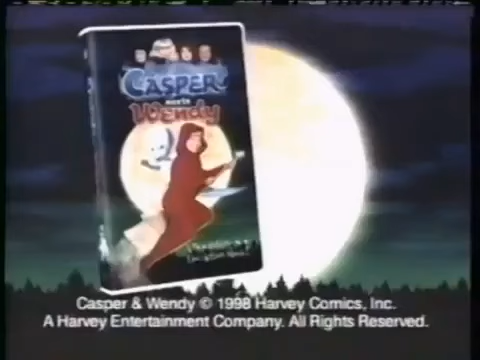 CASPER
meets
Wendy
Casper & Wendy © 1998 Harvey Comics, Inc.
A Harvey Entertainment Company. All Rights Reserved.